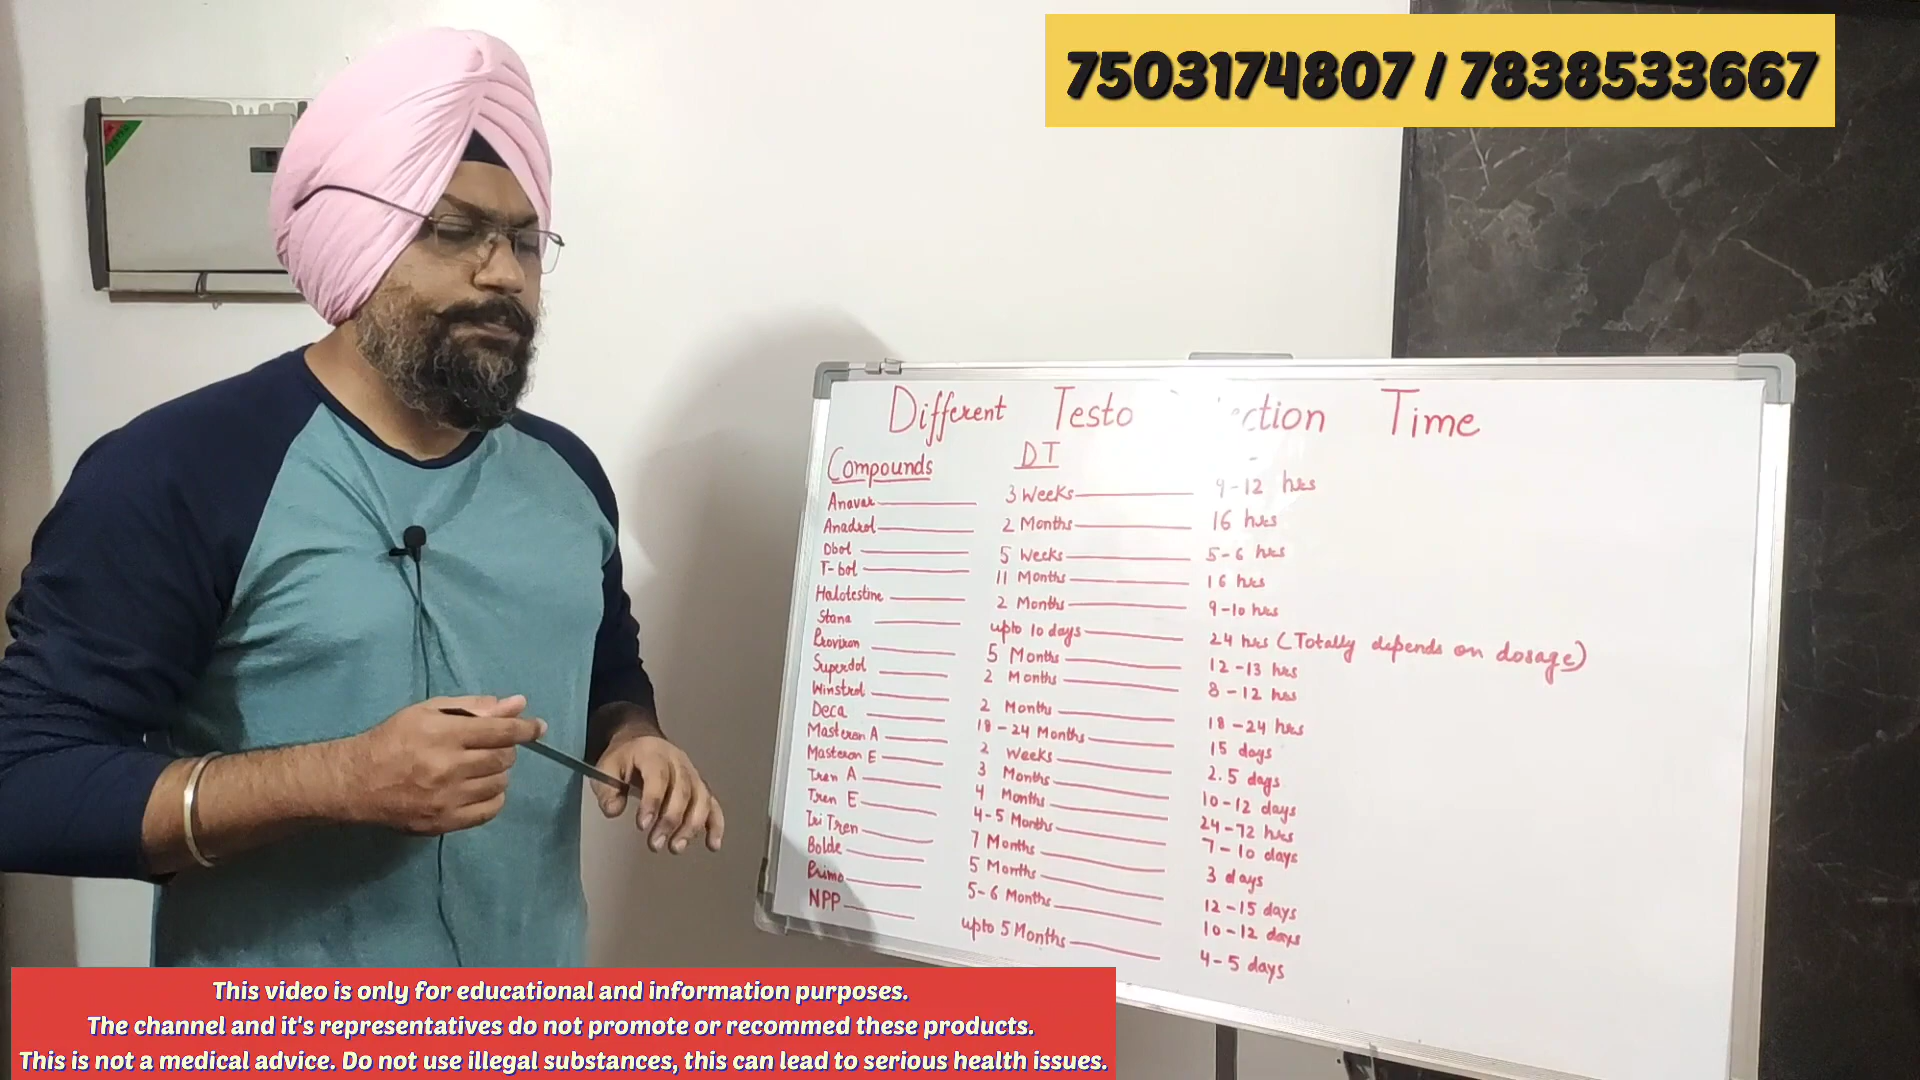 7503174807 / 7838533667
Different Testo ction Time
Compounds DT
Anavar 3 Weeks 9-12 hrs
Anadrol 2 Months 16 hrs
Dbol 5 Weeks 5-6 hrs
T-bol 11 Months 16 hrs
Halotestine 2 Months 9-10 hrs
Stana upto 10 days 24 hrs (Totally depends on dosage)
Proviron 5 Months 12-13 hrs
Superdol 2 Months 8-12 hrs
Winstrol 2 Months 18-24 hrs
Deca 18-24 Months 15 days
Masteron A 2 Weeks 2.5 days
Masteron E 3 Months 10-12 days
Tren A 4 Months 24-72 hrs
Tren E 4-5 Months 7-10 days
Tri Tren 7 Months 3 days
Bolde 5 Months 12-15 days
Primo 5-6 Months 10-12 days
NPP upto 5 Months 4-5 days
This video is only for educational and information purposes.
The channel and it's representatives do not promote or recommed these products.
This is not a medical advice. Do not use illegal substances, this can lead to serious health issues.